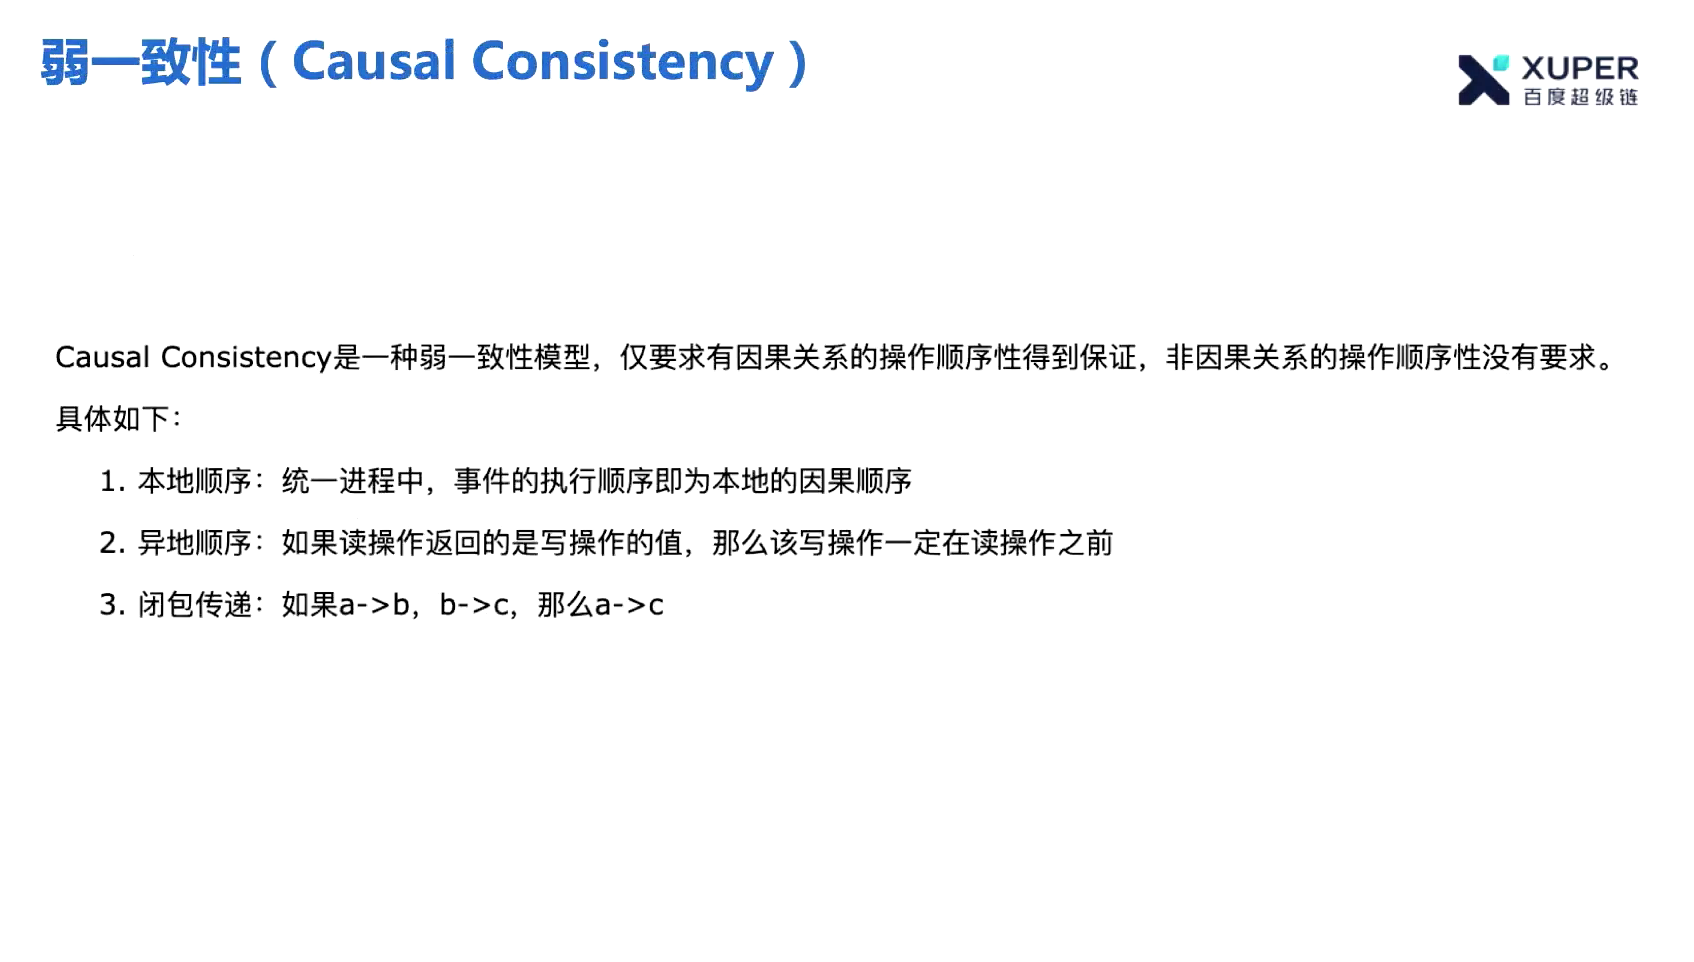 弱一致性（Causal Consistency）
XUPER
百度超级链
Causal Consistency是一种弱一致性模型，仅要求有因果关系的操作顺序性得到保证，非因果关系的操作顺序性没有要求。
具体如下：
1. 本地顺序：统一进程中，事件的执行顺序即为本地的因果顺序
2. 异地顺序：如果读操作返回的是写操作的值，那么该写操作一定在读操作之前
3. 闭包传递：如果a->b，b->c，那么a->c